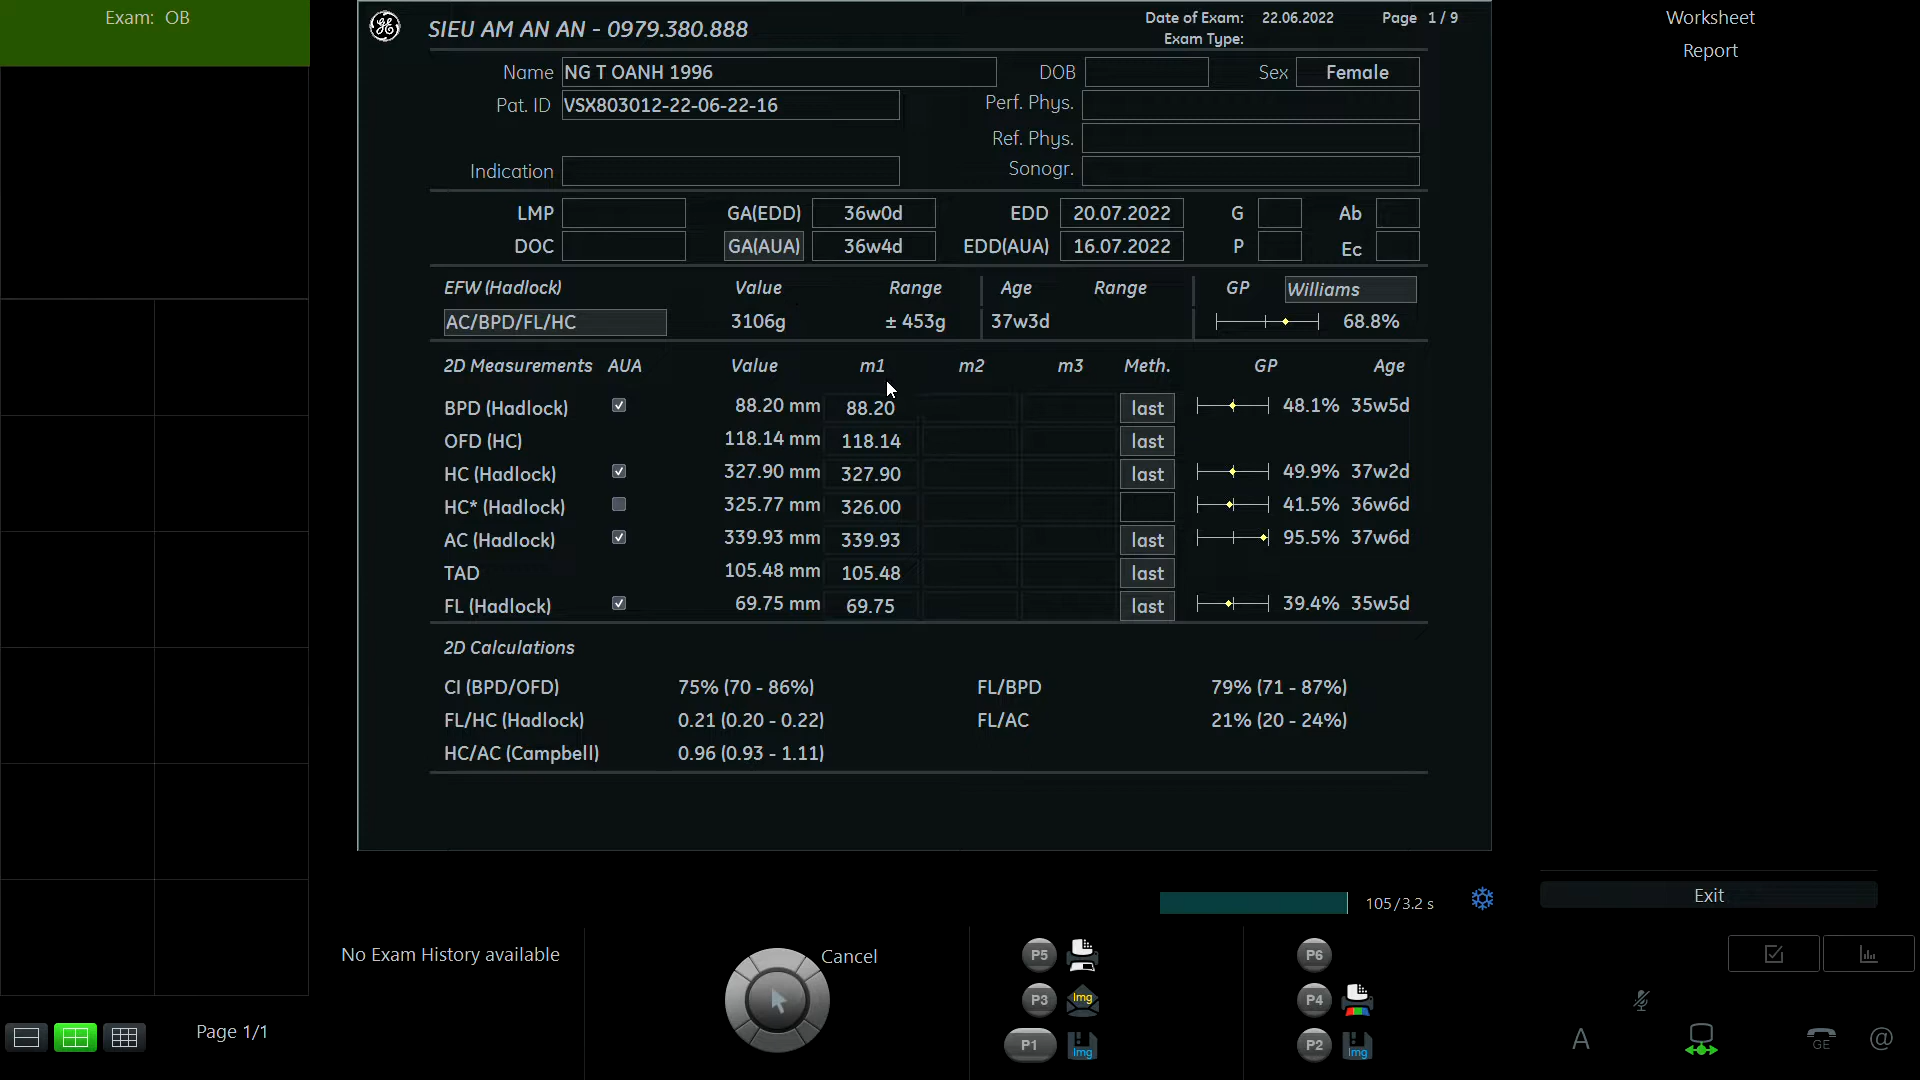 Exam: OB
SIEU AM AN AN - 0979.380.888
Date of Exam: 22.06.2022 Page 1 / 9
Exam Type:
Worksheet
Report
Name NG T OANH 1996 DOB Sex Female
Pat. ID VSX803012-22-06-22-16 Perf. Phys.
Ref. Phys.
Indication Sonogr.
LMP GA(EDD) 36w0d EDD 20.07.2022 G Ab
DOC GA(AUA) 36w4d EDD(AUA) 16.07.2022 P Ec
EFW (Hadlock) Value Range Age Range GP Williams
AC/BPD/FL/HC 3106g ± 453g 37w3d 68.8%
2D Measurements AUA Value m1 m2 m3 Meth. GP Age
BPD (Hadlock) 88.20 mm 88.20 last 48.1% 35w5d
OFD (HC) 118.14 mm 118.14 last
HC (Hadlock) 327.90 mm 327.90 last 49.9% 37w2d
HC* (Hadlock) 325.77 mm 326.00 41.5% 36w6d
AC (Hadlock) 339.93 mm 339.93 last 95.5% 37w6d
TAD 105.48 mm 105.48 last
FL (Hadlock) 69.75 mm 69.75 last 39.4% 35w5d
2D Calculations
CI (BPD/OFD) 75% (70 - 86%) FL/BPD 79% (71 - 87%)
FL/HC (Hadlock) 0.21 (0.20 - 0.22) FL/AC 21% (20 - 24%)
HC/AC (Campbell) 0.96 (0.93 - 1.11)
105/3.2 s
Exit
No Exam History available
Cancel
P5 P6
P3 Img P4
P1 Img P2 Img
Page 1/1
A GE @